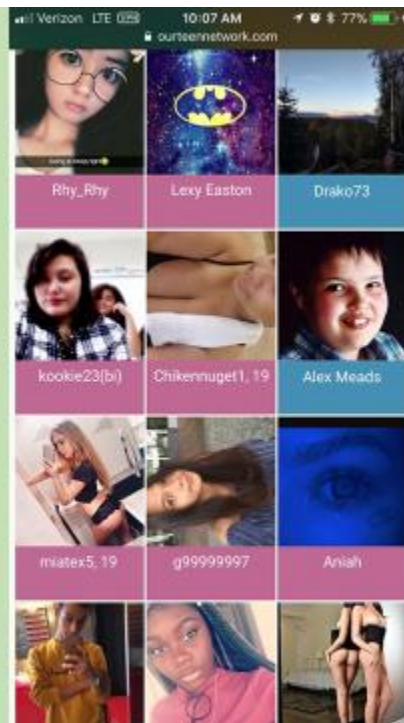 Verizon LTE 10:07 AM 77%
ourteennetwork.com
Rhy_Rhy
Lexy Easton
Drako73
kookie23(bi)
Chikennuget1, 19
Alex Meads
miatex5, 19
g99999997
Aniah